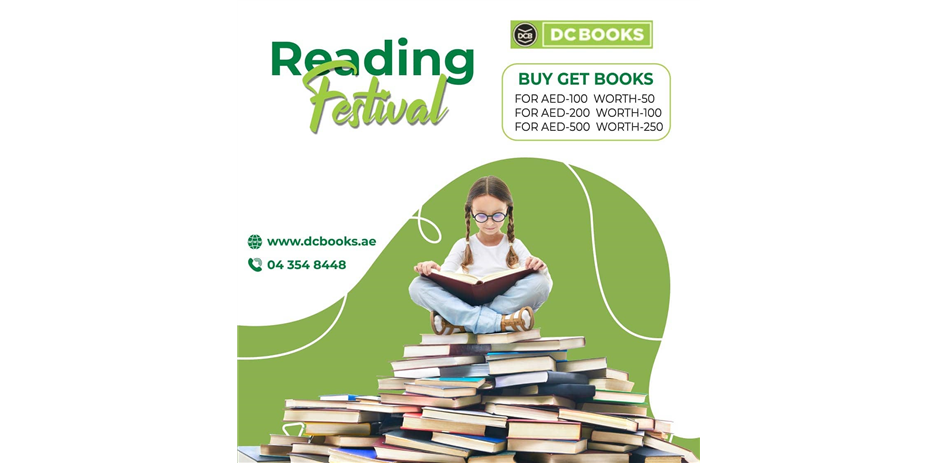 Reading
Festival
DCB
DC BOOKS
BUY GET BOOKS
FOR AED-100 WORTH-50
FOR AED-200 WORTH-100
FOR AED-500 WORTH-250
www.dcbooks.ae
04 354 8448